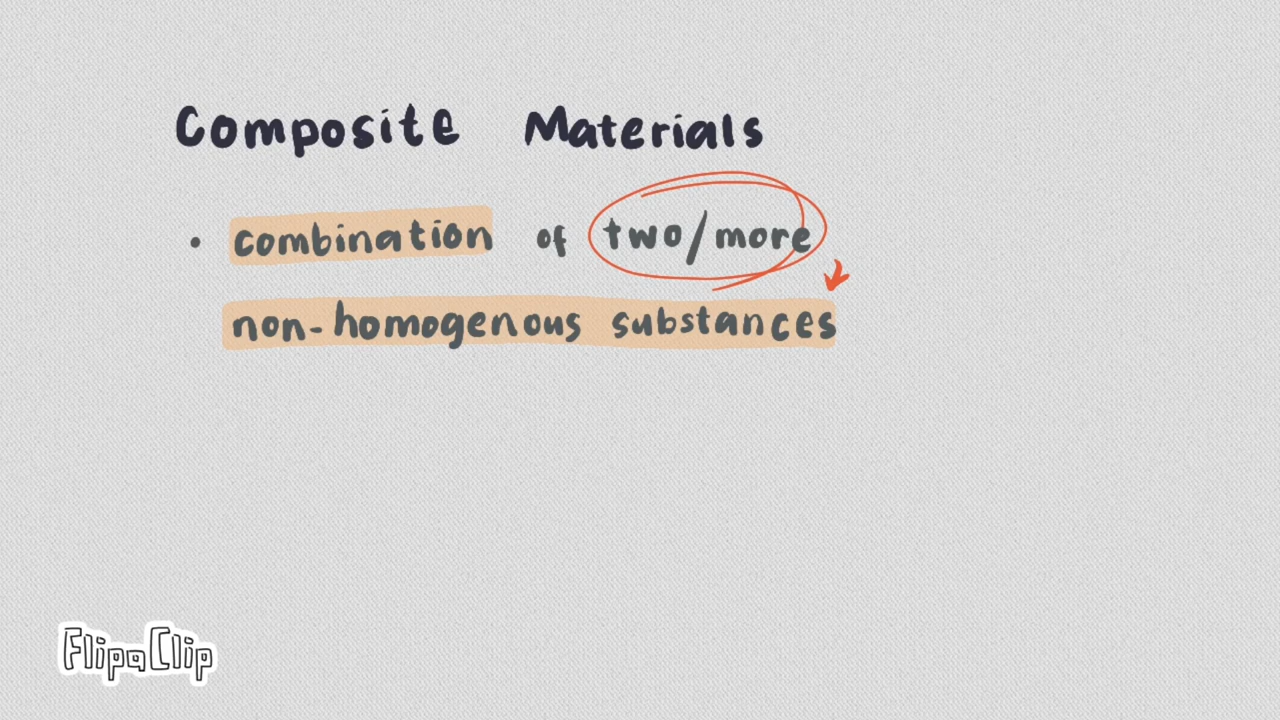 Composite Materials
• combination of two/more
non-homogenous substances
FlipaClip